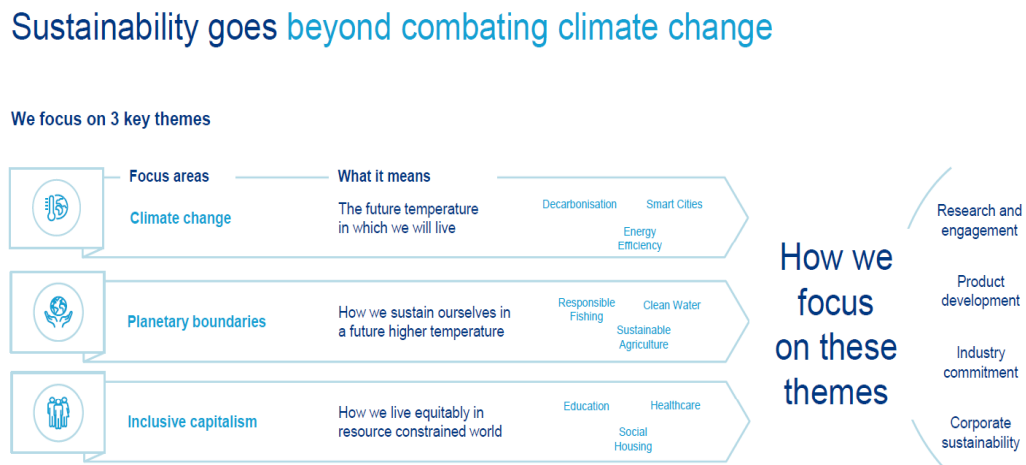 Sustainability goes beyond combating climate change
We focus on 3 key themes
Focus areas
What it means
Climate change
The future temperature
in which we will live
Decarbonisation
Smart Cities
Energy
Efficiency
Planetary boundaries
How we sustain ourselves in
a future higher temperature
Responsible
Fishing
Clean Water
Sustainable
Agriculture
Inclusive capitalism
How we live equitably in
resource constrained world
Education
Healthcare
Social
Housing
How we
focus
on these
themes
Research and
engagement
Product
development
Industry
commitment
Corporate
sustainability